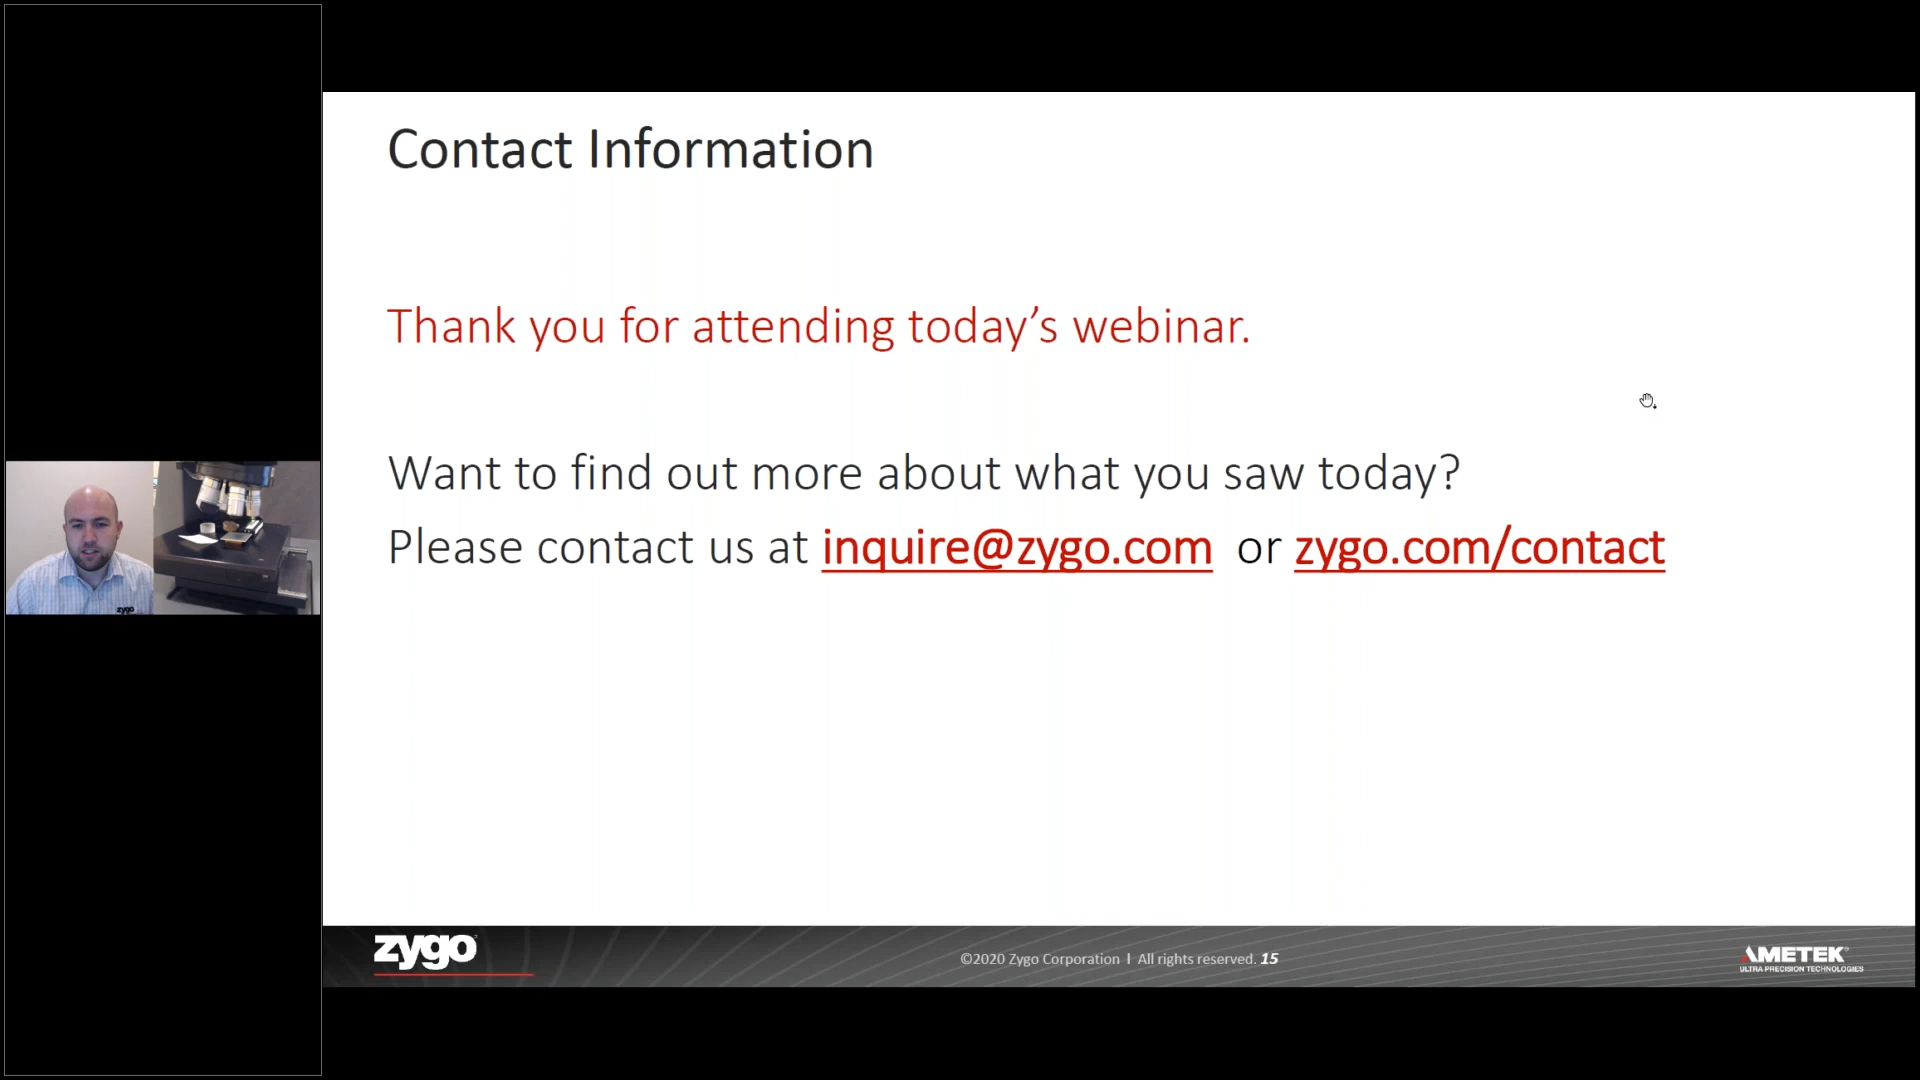 Contact Information
Thank you for attending today’s webinar.
Want to find out more about what you saw today?
Please contact us at inquire@zygo.com or zygo.com/contact
zygo
zygo
©2020 Zygo Corporation | All rights reserved. 15
AMETEK®
ULTRA PRECISION TECHNOLOGIES